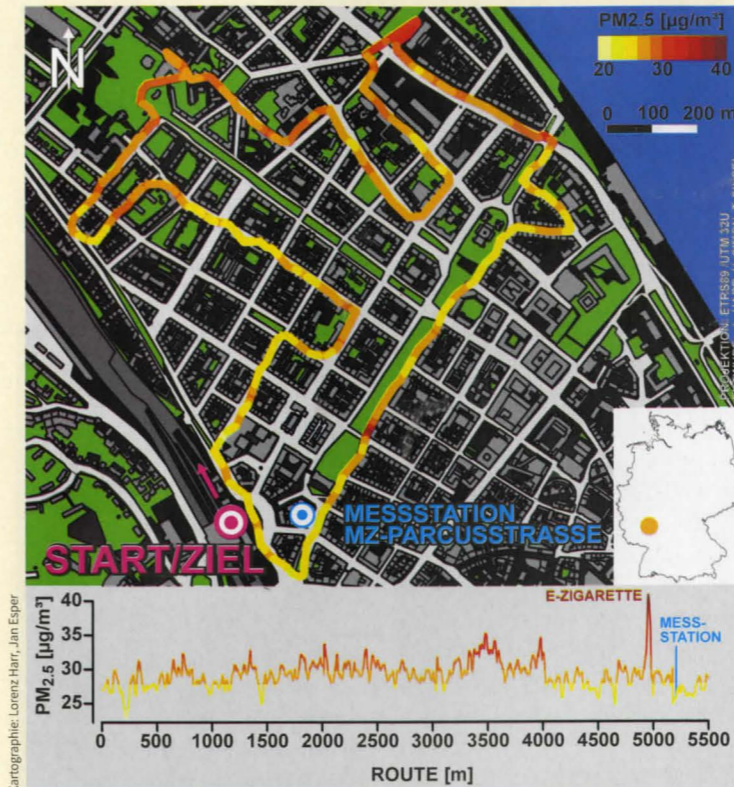 N
PM2.5 [µg/m³]
20 30 40
0 100 200 m
PROJEKTION: ETRS89 /UTM 32U
START/ZIEL
MESSSTATION
MZ-PARCUSSTRASSE
Kartographie: Lorenz Harr, Jan Esper
PM2.5 [µg/m³]
40
35
30
25
E-ZIGARETTE
MESS-
STATION
0 500 1000 1500 2000 2500 3000 3500 4000 4500 5000 5500
ROUTE [m]